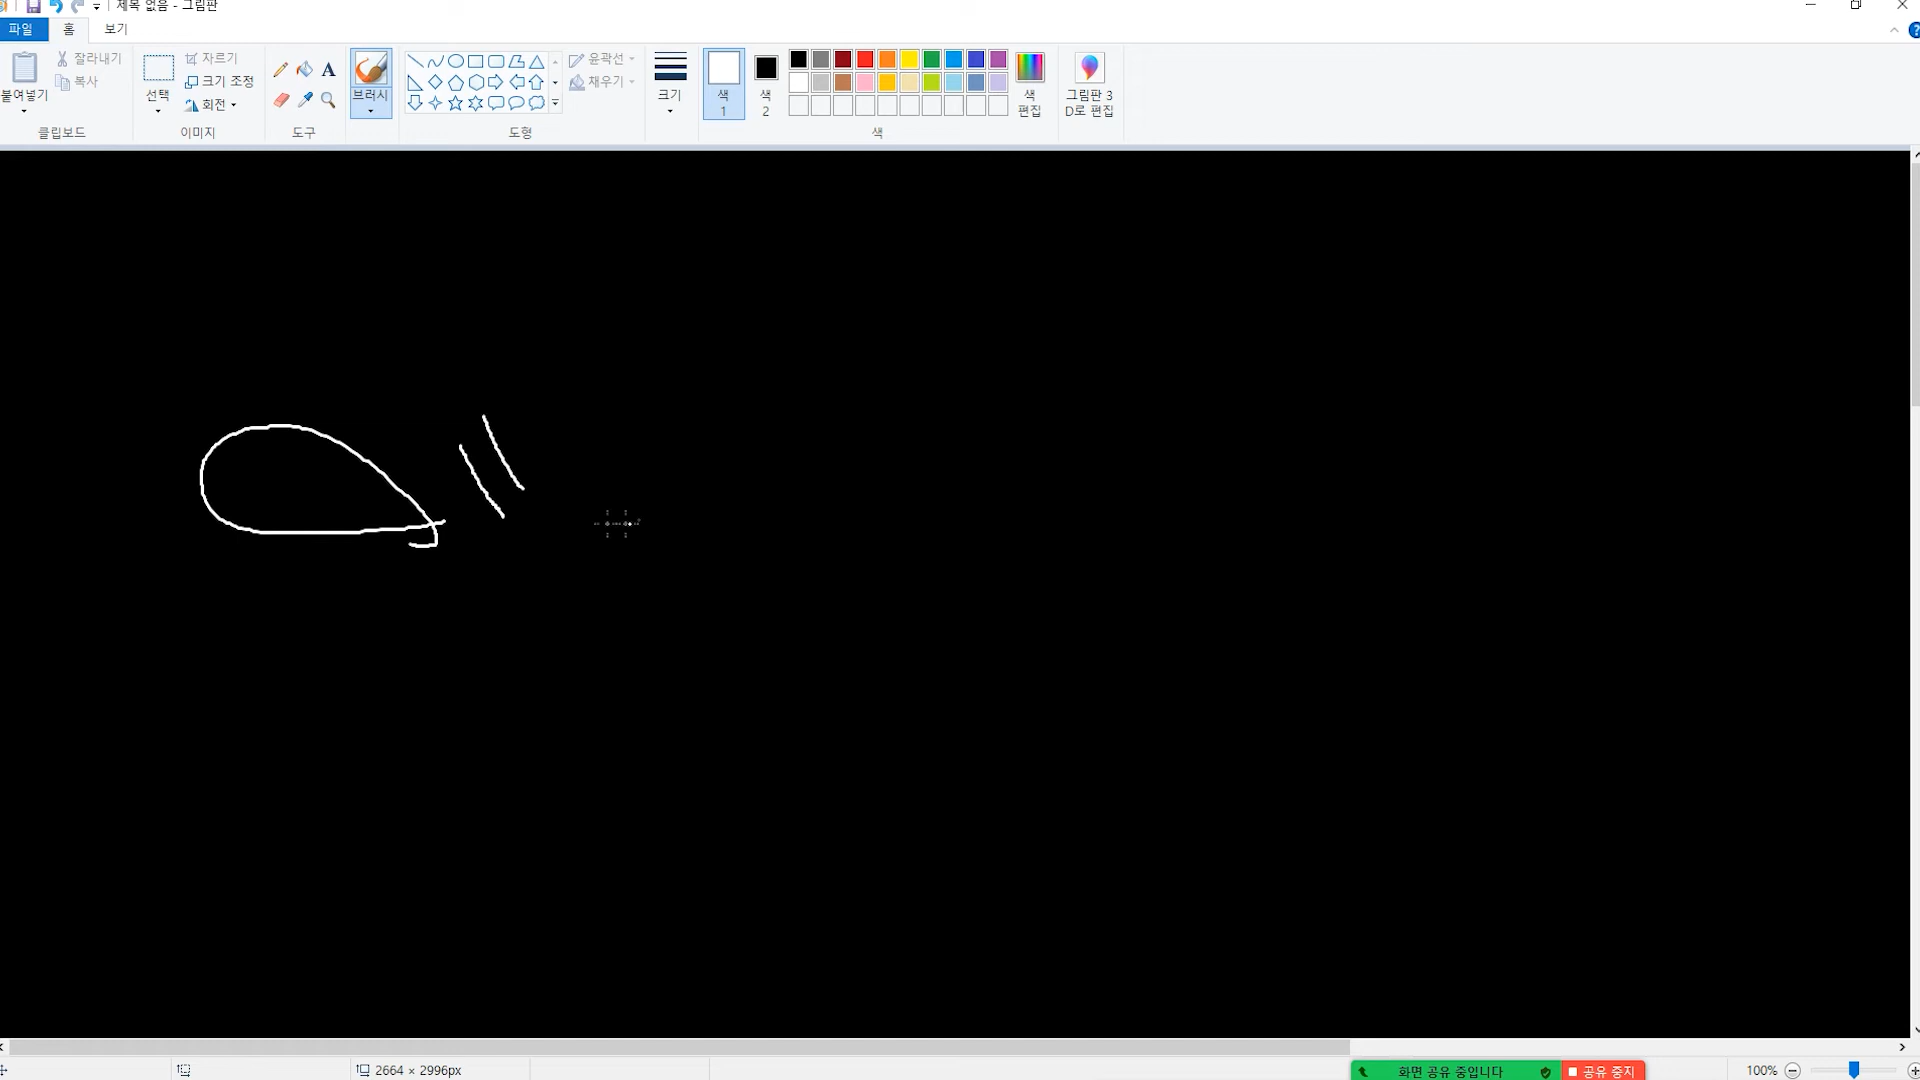 제목 없음 - 그림판
파일 홈 보기
붙여넣기
잘라내기
복사
클립보드
선택
자르기
크기 조정
회전
이미지
A
도구
브러시
윤곽선
채우기
도형
크기
색
1
색
2
색
편집
그림판 3
D로 편집
색
2664 × 2996px
화면 공유 중입니다
공유 중지
100%